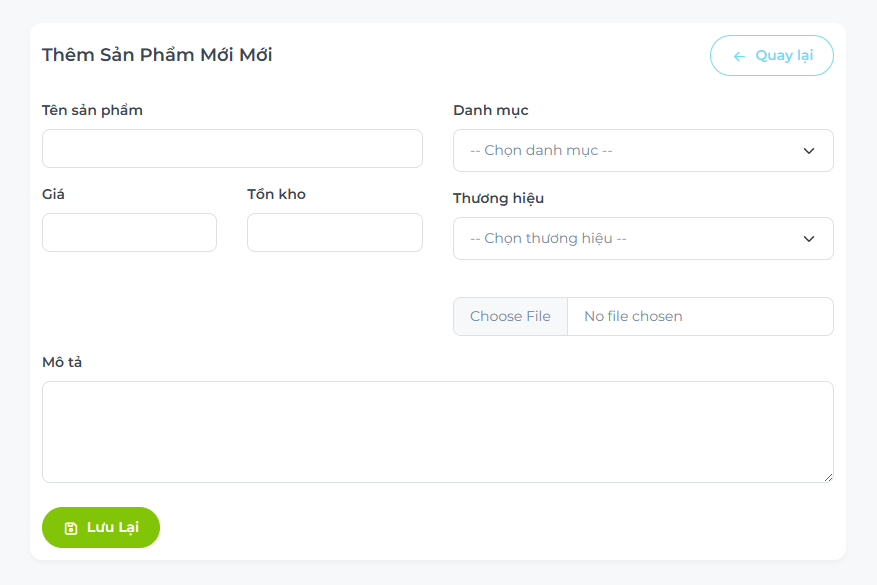 Thêm Sản Phẩm Mới Mới
Quay lại
Tên sản phẩm
Danh mục
-- Chọn danh mục --
Giá
Tồn kho
Thương hiệu
-- Chọn thương hiệu --
Choose File
No file chosen
Mô tả
Lưu Lại